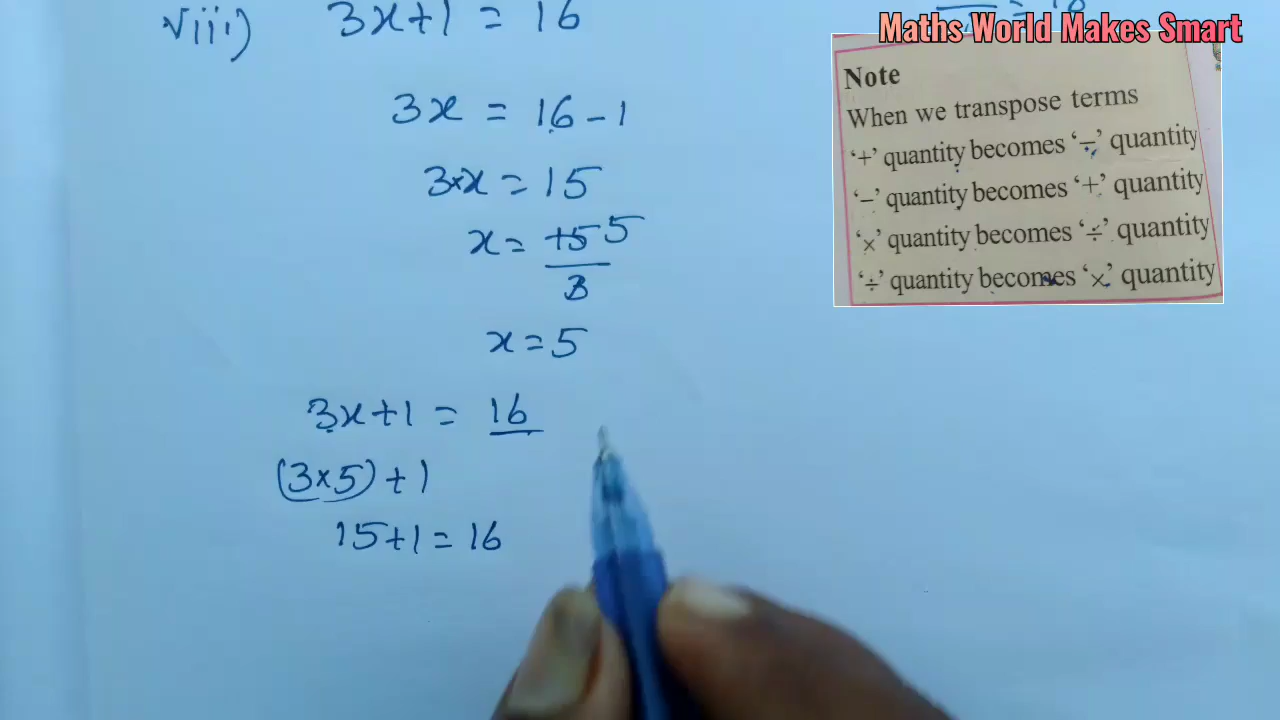 viii) 3x+1 = 16
3x = 16-1
3×x = 15
x = 15 5
3
x = 5
3x+1 = 16
(3×5) + 1
15+1 = 16
Maths World Makes Smart
Note
When we transpose terms
‘+’ quantity becomes ‘−’ quantity
‘−’ quantity becomes ‘+’ quantity
‘×’ quantity becomes ‘÷’ quantity
‘÷’ quantity becomes ‘×’ quantity